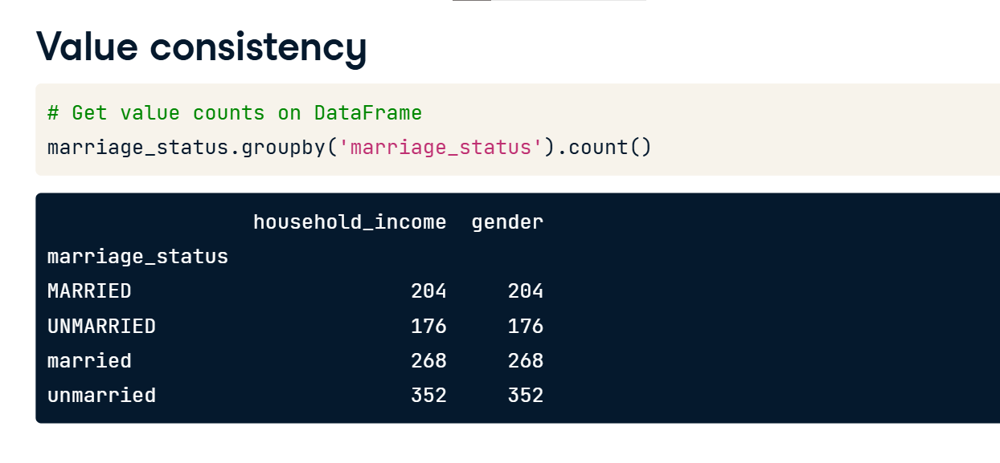 Value consistency
# Get value counts on DataFrame
marriage_status.groupby('marriage_status').count()
household_income gender
marriage_status
MARRIED 204 204
UNMARRIED 176 176
married 268 268
unmarried 352 352